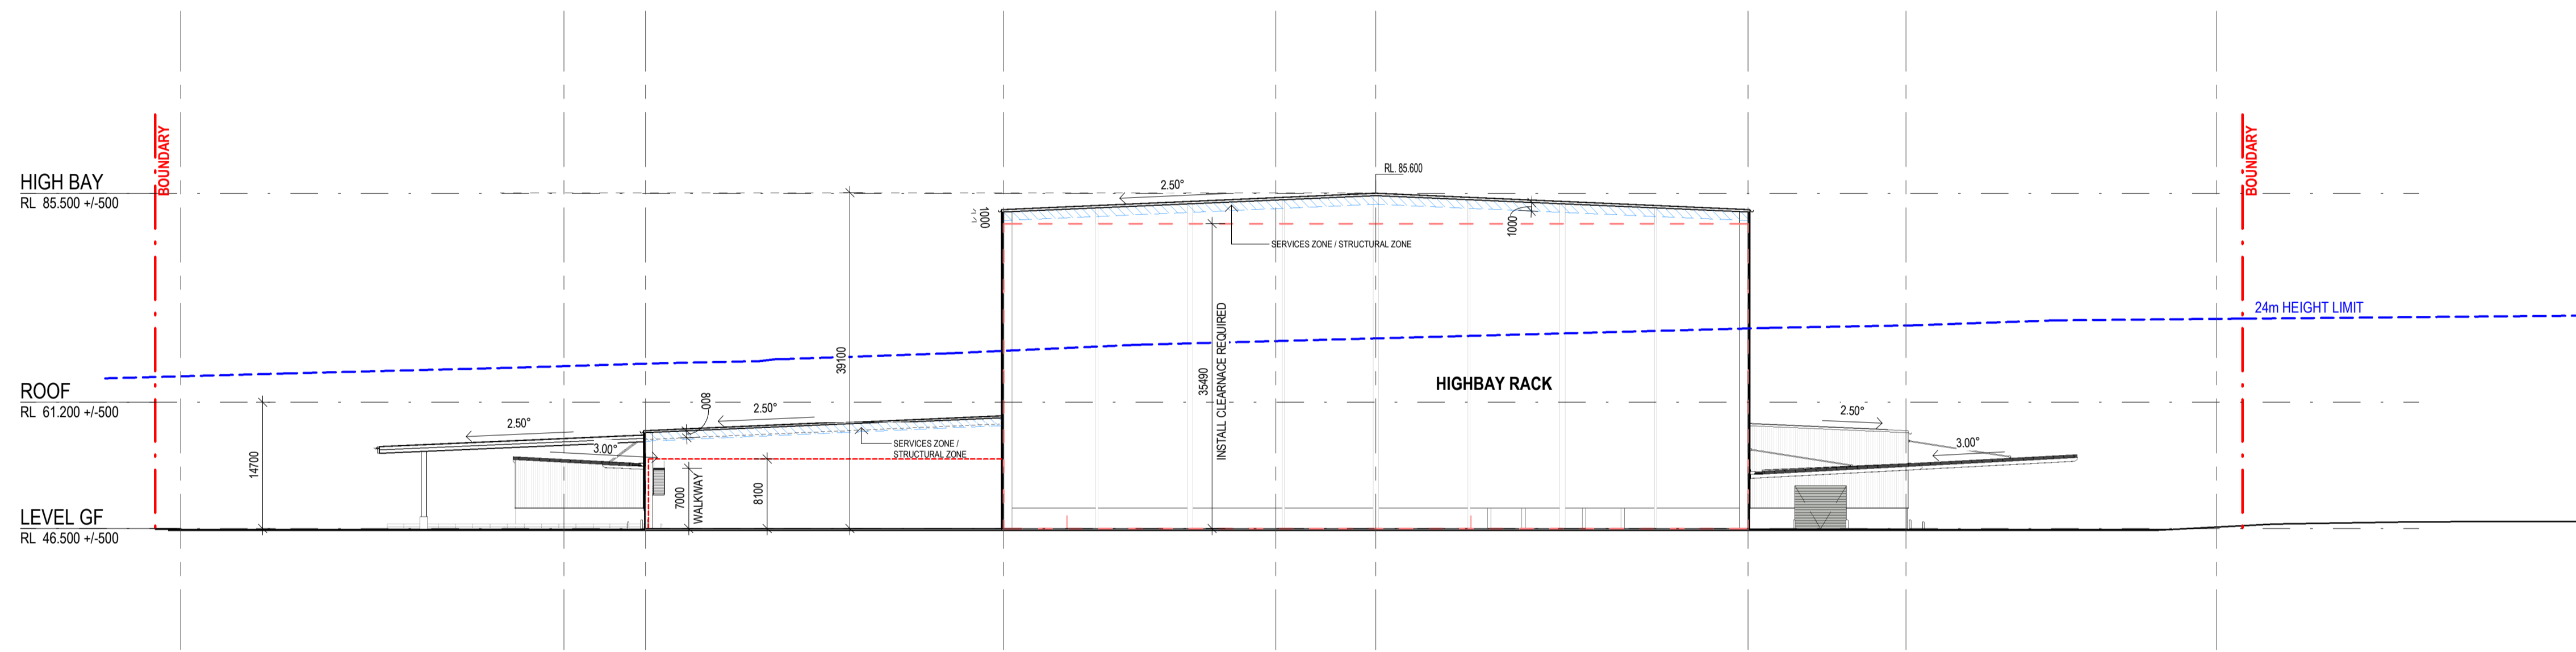 BOUNDARY
BOUNDARY
HIGH BAY
RL 85.500 +/-500
RL. 85.600
2.50°
1000
1000
SERVICES ZONE / STRUCTURAL ZONE
24m HEIGHT LIMIT
39100
35490
INSTALL CLEARNACE REQUIRED
HIGHBAY RACK
ROOF
RL 61.200 +/-500
2.50°
800
2.50°
2.50°
3.00°
3.00°
SERVICES ZONE /
STRUCTURAL ZONE
14700
7000
WALKWAY
8100
LEVEL GF
RL 46.500 +/-500